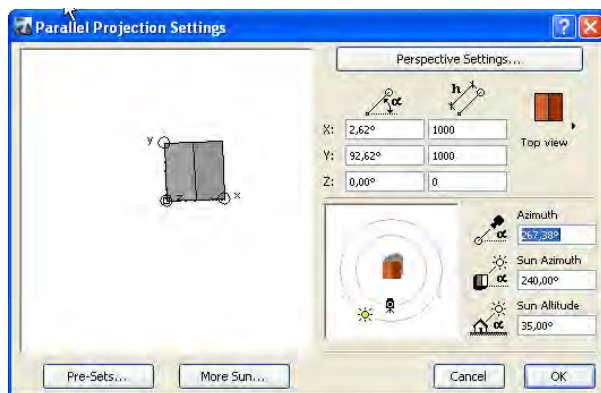 Parallel Projection Settings
Perspective Settings...
α h
X: 2,62° 1000
Y: 92,62° 1000
Z: 0,00° 0
Top view
y
z x
Azimuth
α 267,38°
Sun Azimuth
α 240,00°
Sun Altitude
α 35,00°
Pre-Sets... More Sun... Cancel OK